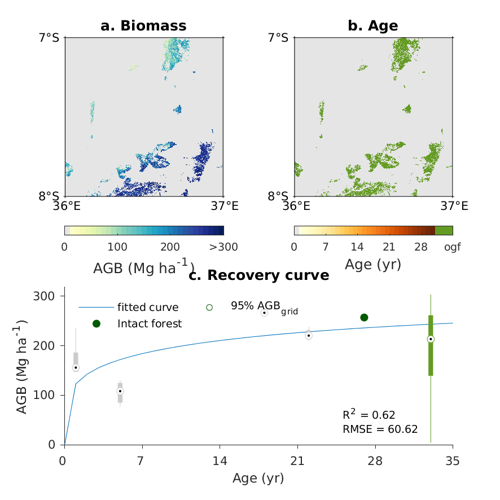 a. Biomass
b. Age
7°S
7°S
8°S
8°S
36°E
37°E
36°E
37°E
0 100 200 >300
0 7 14 21 28 ogf
AGB (Mg ha-1)
Age (yr)
c. Recovery curve
fitted curve
95% AGBgrid
Intact forest
300
200
100
0
AGB (Mg ha-1)
R2 = 0.62
RMSE = 60.62
0 7 14 21 28 35
Age (yr)